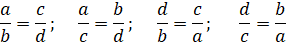 a/b = c/d; a/c = b/d; d/b = c/a; d/c = b/a